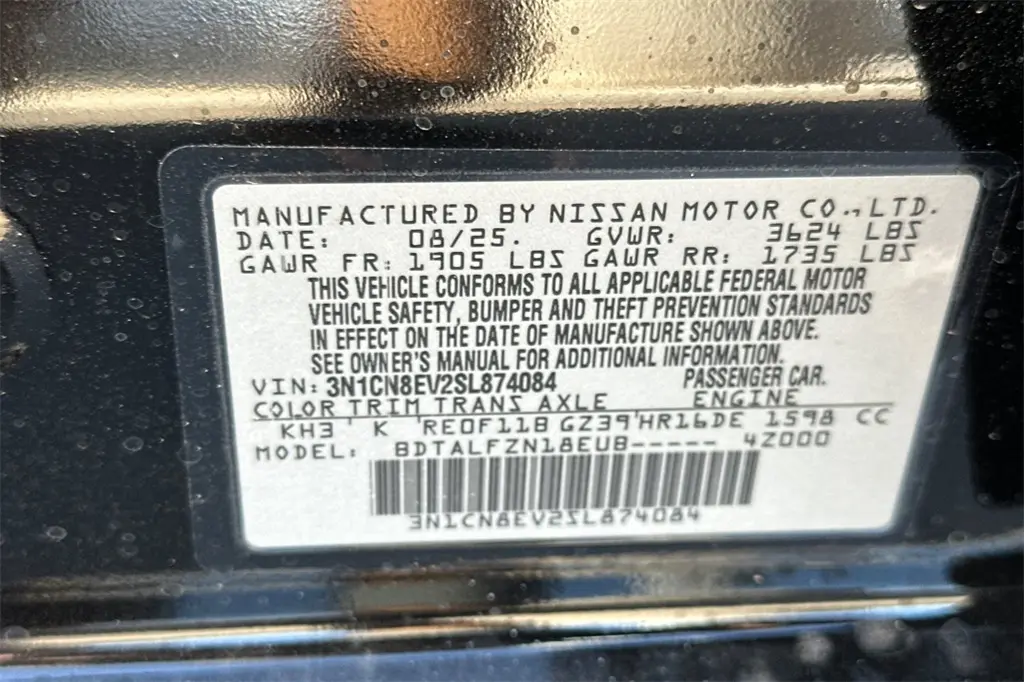 MANUFACTURED BY NISSAN MOTOR CO., LTD.
DATE: 08/25. GVWR: 3624 LBS
GAWR FR: 1905 LBS GAWR RR: 1735 LBS
THIS VEHICLE CONFORMS TO ALL APPLICABLE FEDERAL MOTOR
VEHICLE SAFETY, BUMPER AND THEFT PREVENTION STANDARDS
IN EFFECT ON THE DATE OF MANUFACTURE SHOWN ABOVE.
SEE OWNER'S MANUAL FOR ADDITIONAL INFORMATION.
VIN: 3N1CN8EV2SL874084 PASSENGER CAR.
COLOR TRIM TRANS AXLE ENGINE
KH3 K RE0F11B GZ39 HR16DE 1598 CC
MODEL: BDTALFZN18EUB----- 4Z000
3N1CN8EV2SL874084